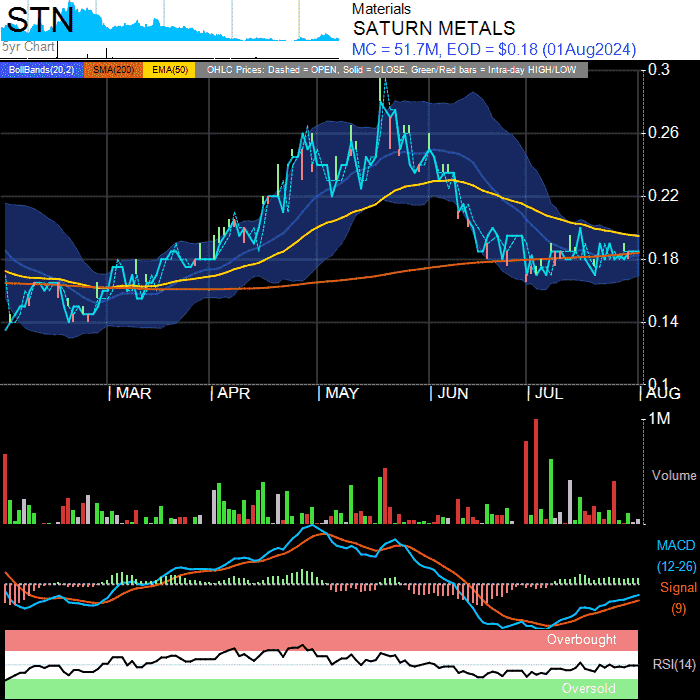 STN
5yr Chart
Materials
SATURN METALS
MC = 51.7M, EOD = $0.18 (01Aug2024)
BollBands(20,2) SMA(200) EMA(50) OHLC Prices: Dashed = OPEN, Solid = CLOSE, Green/Red bars = Intra-day HIGH/LOW
0.3
0.26
0.22
0.18
0.14
0.1
MAR APR MAY JUN JUL AUG
1M
Volume
MACD
(12-26)
Signal
(9)
Overbought
RSI(14)
Oversold